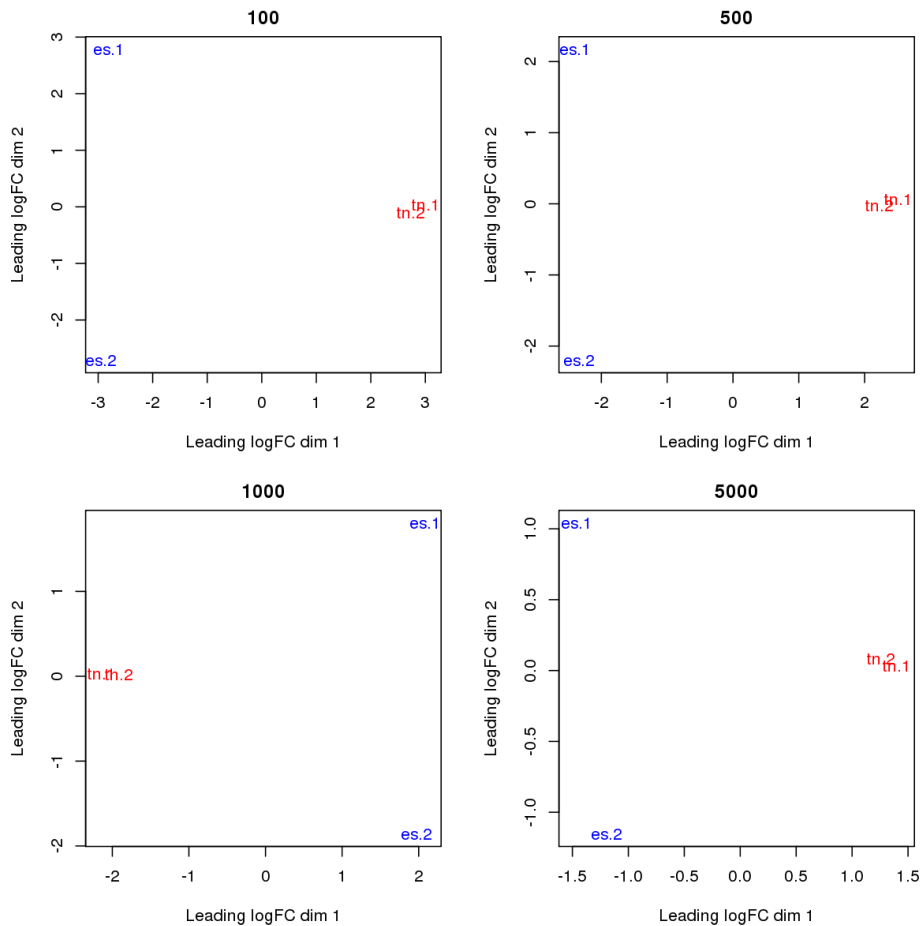 100
3
2
1
0
-1
-2
Leading logFC dim 2
es.1
tn.1
tn.2
es.2
-3 -2 -1 0 1 2 3
Leading logFC dim 1
500
2
1
0
-1
-2
Leading logFC dim 2
es.1
tn.1
tn.2
es.2
-2 -1 0 1 2
Leading logFC dim 1
1000
1
0
-1
-2
Leading logFC dim 2
es.1
tn.1
tn.2
es.2
-2 -1 0 1 2
Leading logFC dim 1
5000
1.0
0.5
0.0
-0.5
-1.0
Leading logFC dim 2
es.1
tn.2
tn.1
es.2
-1.5 -1.0 -0.5 0.0 0.5 1.0 1.5
Leading logFC dim 1